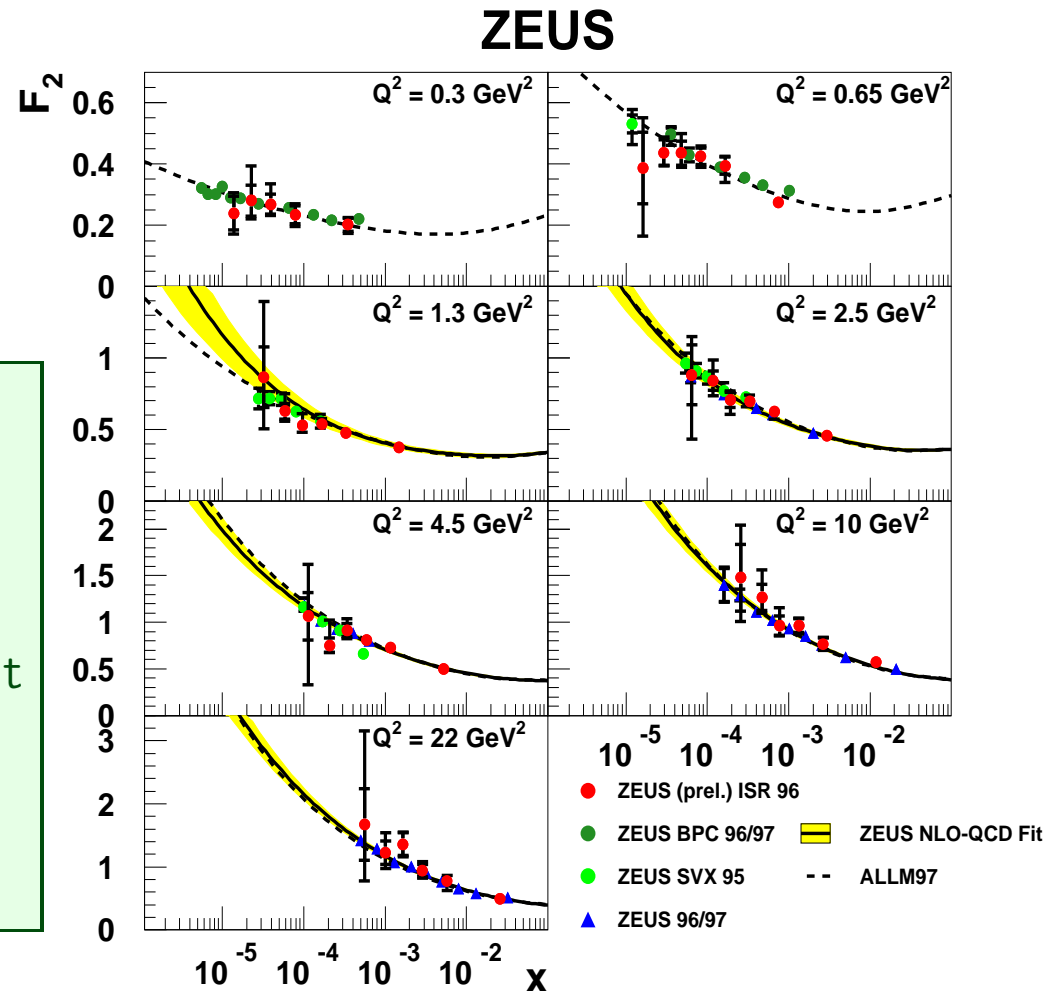 ZEUS
F2
Q2 = 0.3 GeV2
Q2 = 0.65 GeV2
0.6
0.4
0.2
0
Q2 = 1.3 GeV2
Q2 = 2.5 GeV2
1
0.5
0
Q2 = 4.5 GeV2
Q2 = 10 GeV2
2
1.5
1
0.5
0
t
Q2 = 22 GeV2
3
2
1
0
10-5 10-4 10-3 10-2
10-5 10-4 10-3 10-2
x
ZEUS (prel.) ISR 96
ZEUS BPC 96/97
ZEUS SVX 95
ZEUS 96/97
ZEUS NLO-QCD Fit
ALLM97